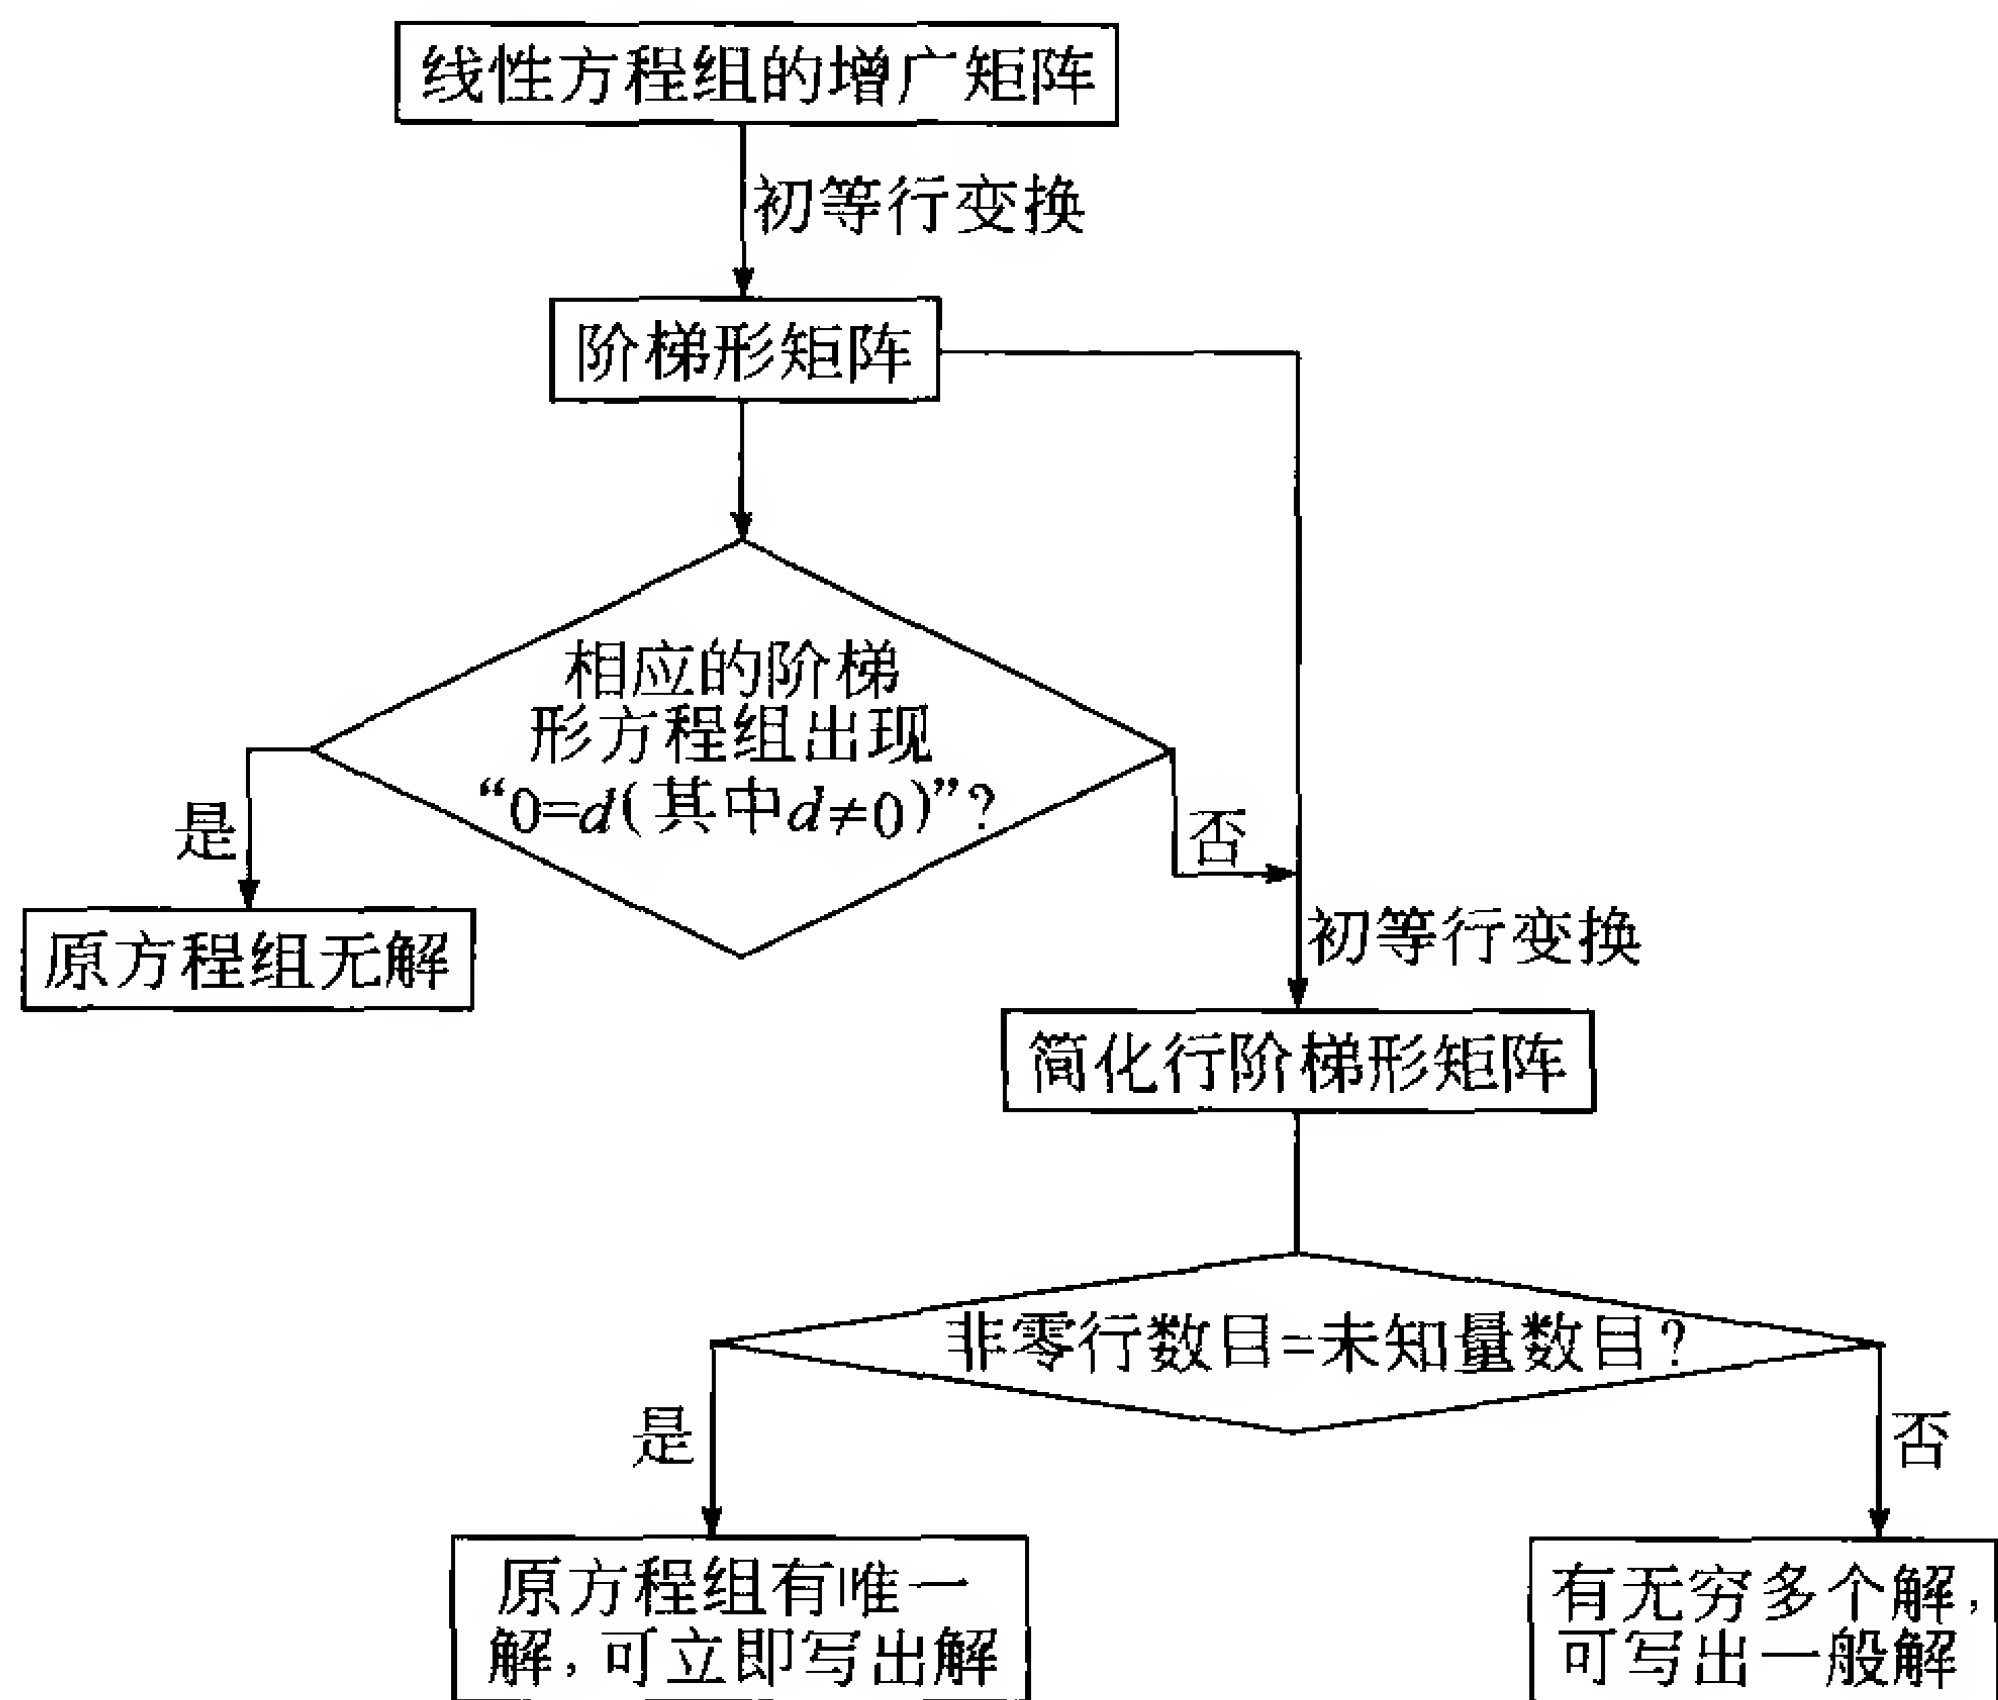 线性方程组的增广矩阵
初等行变换
阶梯形矩阵
相应的阶梯
形方程组出现
“0=d(其中d≠0)”?
是
否
原方程组无解
初等行变换
简化行阶梯形矩阵
非零行数目=未知量数目?
是
否
原方程组有唯一
解,可立即写出解
有无穷多个解,
可写出一般解